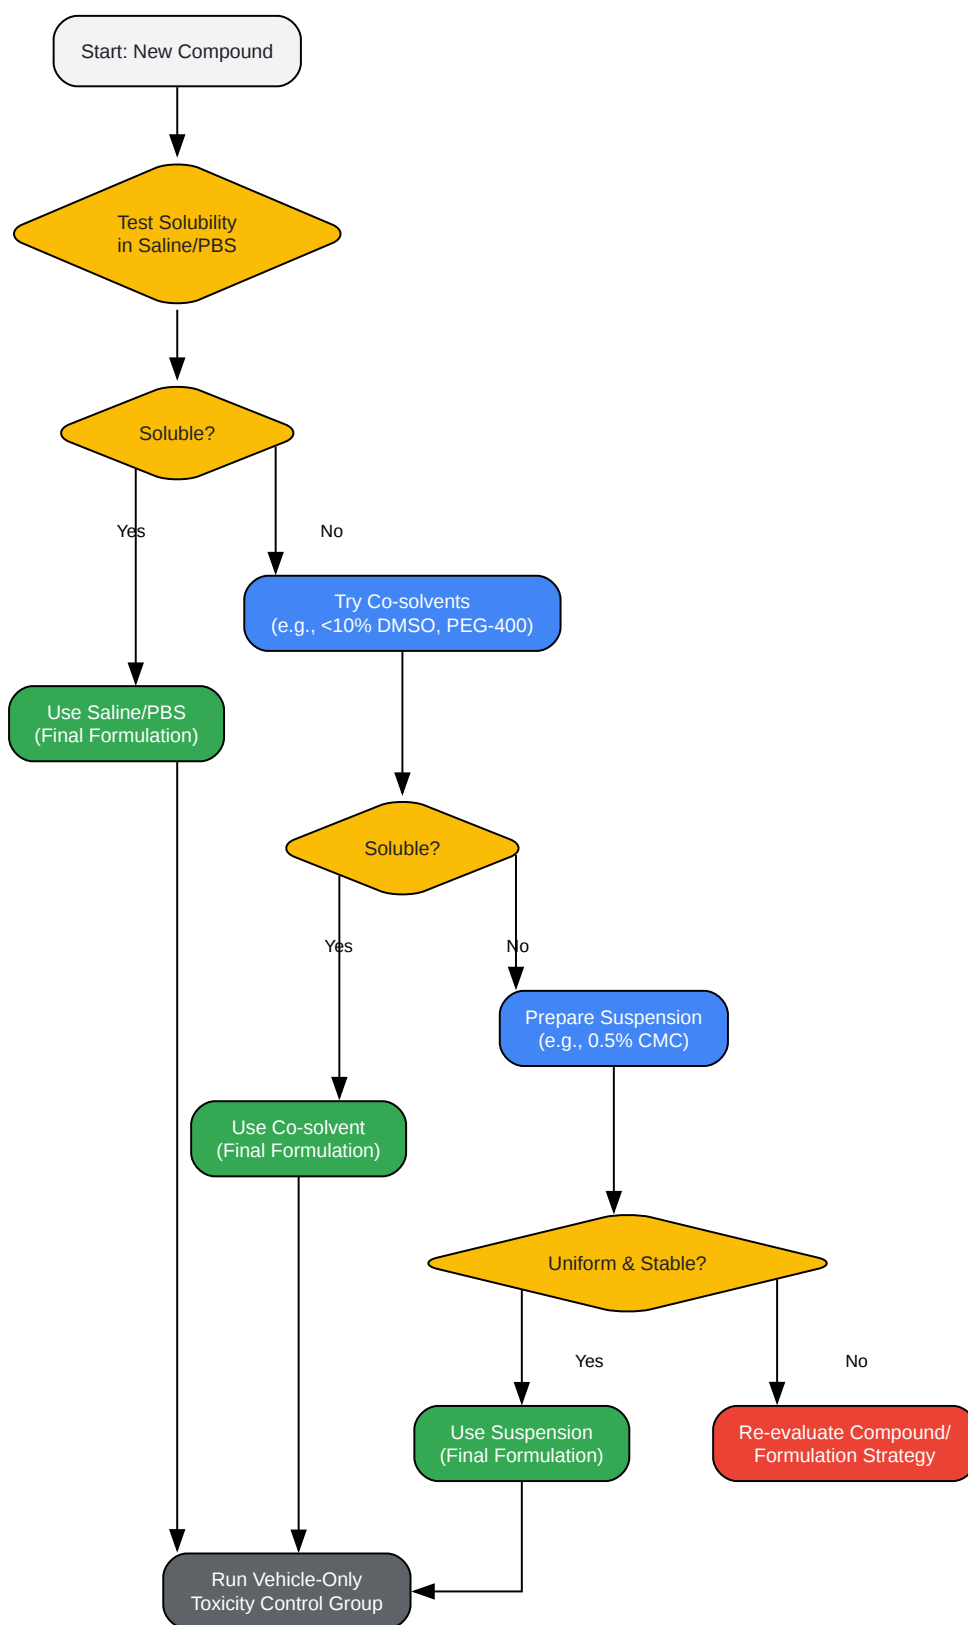 Start: New Compound
Test Solubility
in Saline/PBS
Soluble?
Yes
No
Try Co-solvents
(e.g., <10% DMSO, PEG-400)
Use Saline/PBS
(Final Formulation)
Soluble?
Yes
No
Prepare Suspension
(e.g., 0.5% CMC)
Use Co-solvent
(Final Formulation)
Uniform & Stable?
Yes
No
Use Suspension
(Final Formulation)
Re-evaluate Compound/
Formulation Strategy
Run Vehicle-Only
Toxicity Control Group